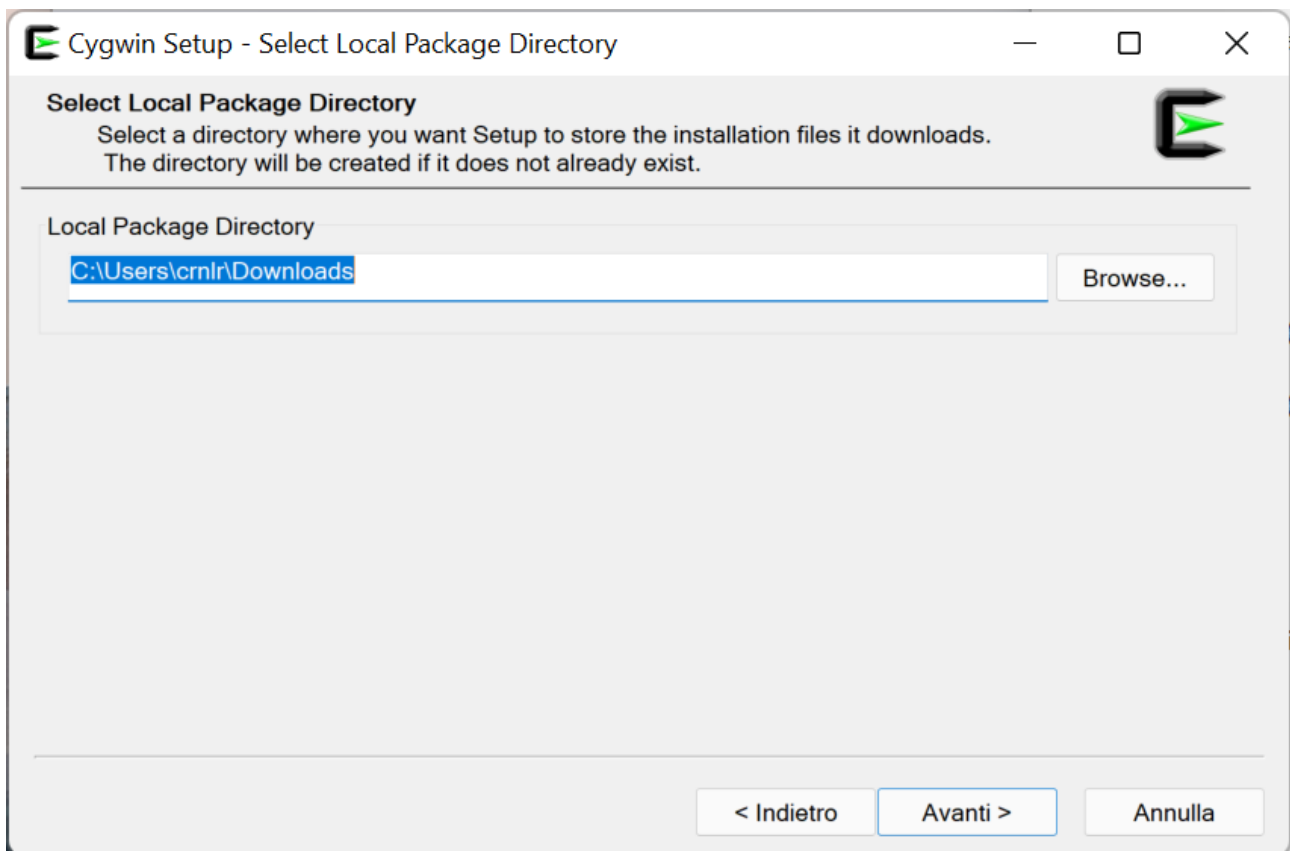 Cygwin Setup - Select Local Package Directory
Select Local Package Directory
Select a directory where you want Setup to store the installation files it downloads.
The directory will be created if it does not already exist.
Local Package Directory
C:\Users\crnlr\Downloads
Browse...
< Indietro
Avanti >
Annulla